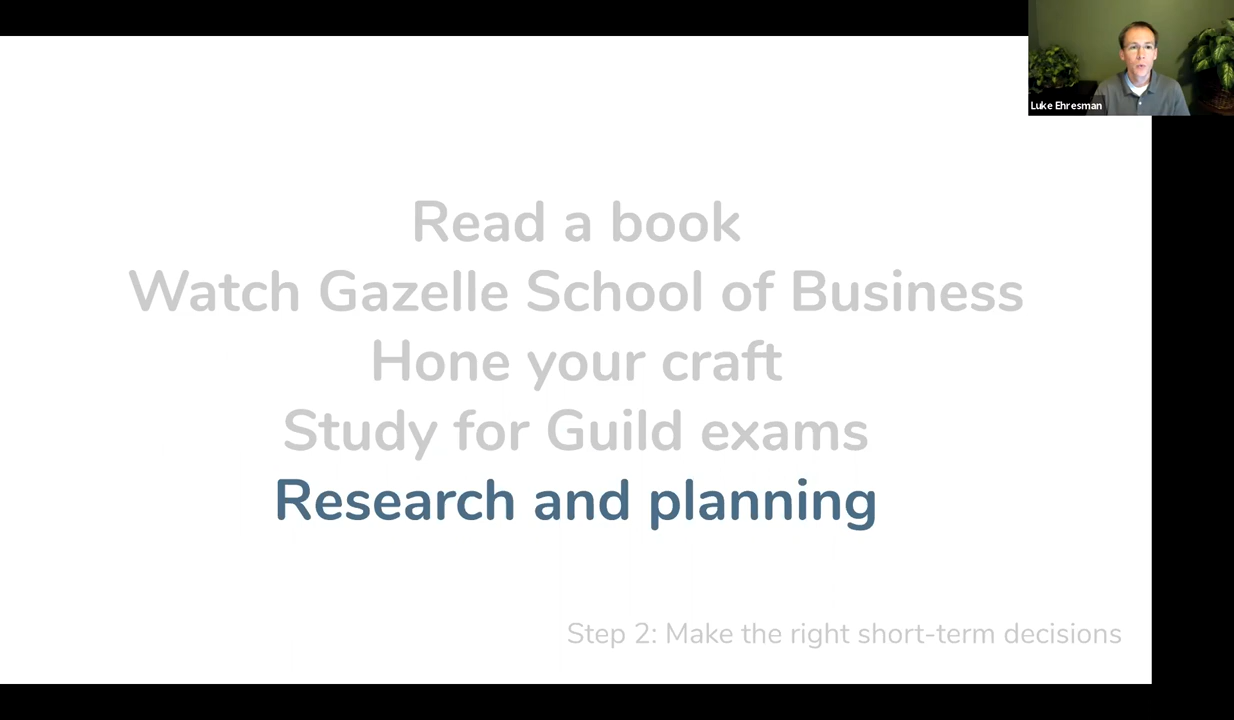 Luke Ehresman
Read a book
Watch Gazelle School of Business
Hone your craft
Study for Guild exams
Research and planning
Step 2: Make the right short-term decisions